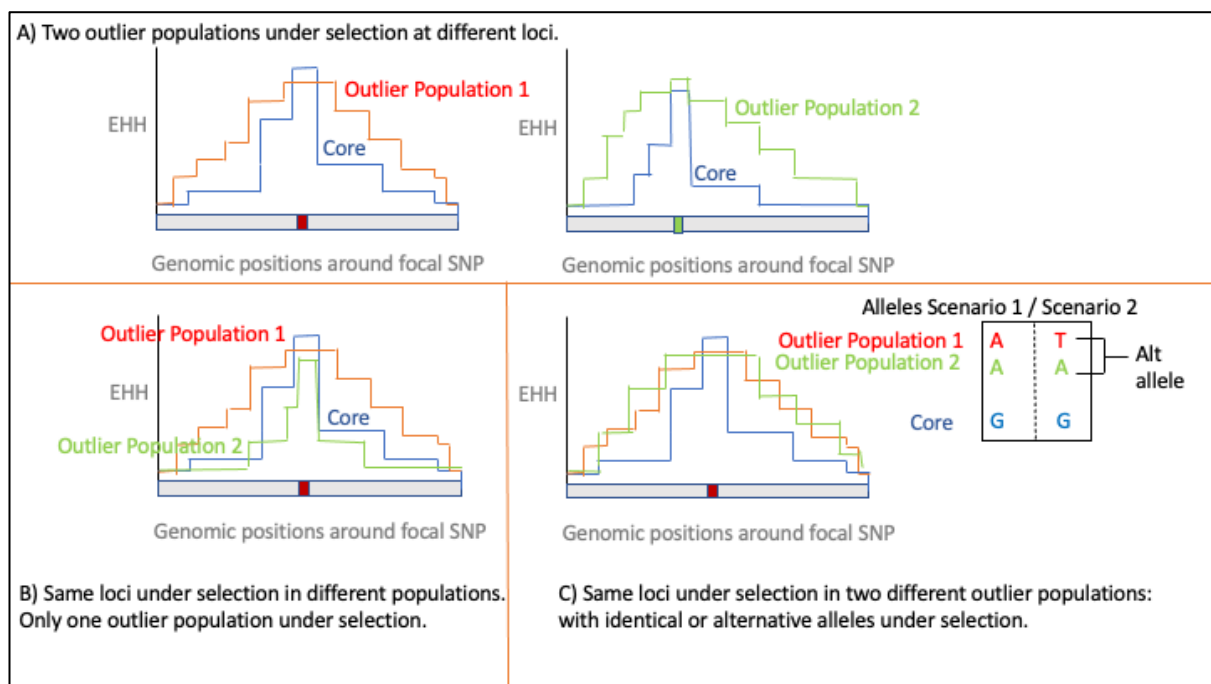 A) Two outlier populations under selection at different loci.
Outlier Population 1
EHH
Core
Genomic positions around focal SNP
Outlier Population 2
EHH
Core
Genomic positions around focal SNP
Outlier Population 1
EHH
Core
Outlier Population 2
Genomic positions around focal SNP
B) Same loci under selection in different populations.
Only one outlier population under selection.
Alleles Scenario 1 / Scenario 2
Outlier Population 1 A T
Outlier Population 2 A A
Alt
allele
EHH
Core G G
Genomic positions around focal SNP
C) Same loci under selection in two different outlier populations:
with identical or alternative alleles under selection.